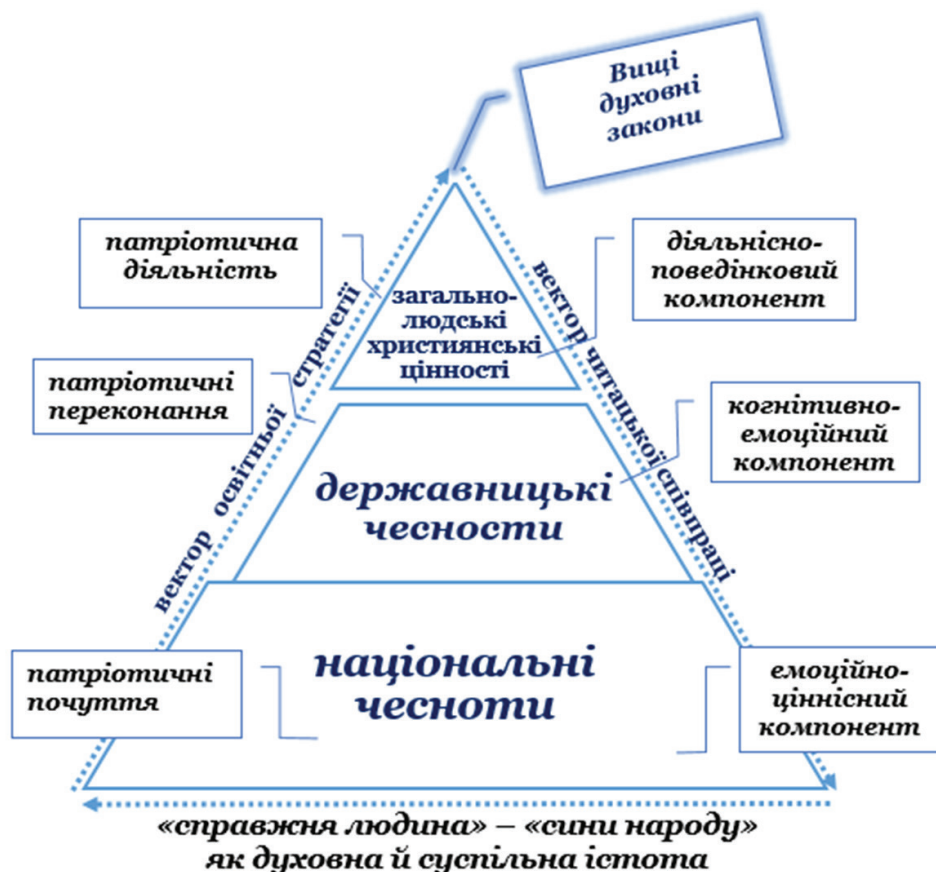 Вищі
духовні
закони
патріотична
діяльність
діяльнісно-
поведінковий
компонент
загально-
людські
християнські
цінності
вектор освітньої стратегії
вектор читацької співпраці
патріотичні
переконання
когнітивно-
емоційний
компонент
державницькі
чесности
національні
чесноти
патріотичні
почуття
емоційно-
ціннісний
компонент
«справжня людина» – «сини народу»
як духовна й суспільна істота